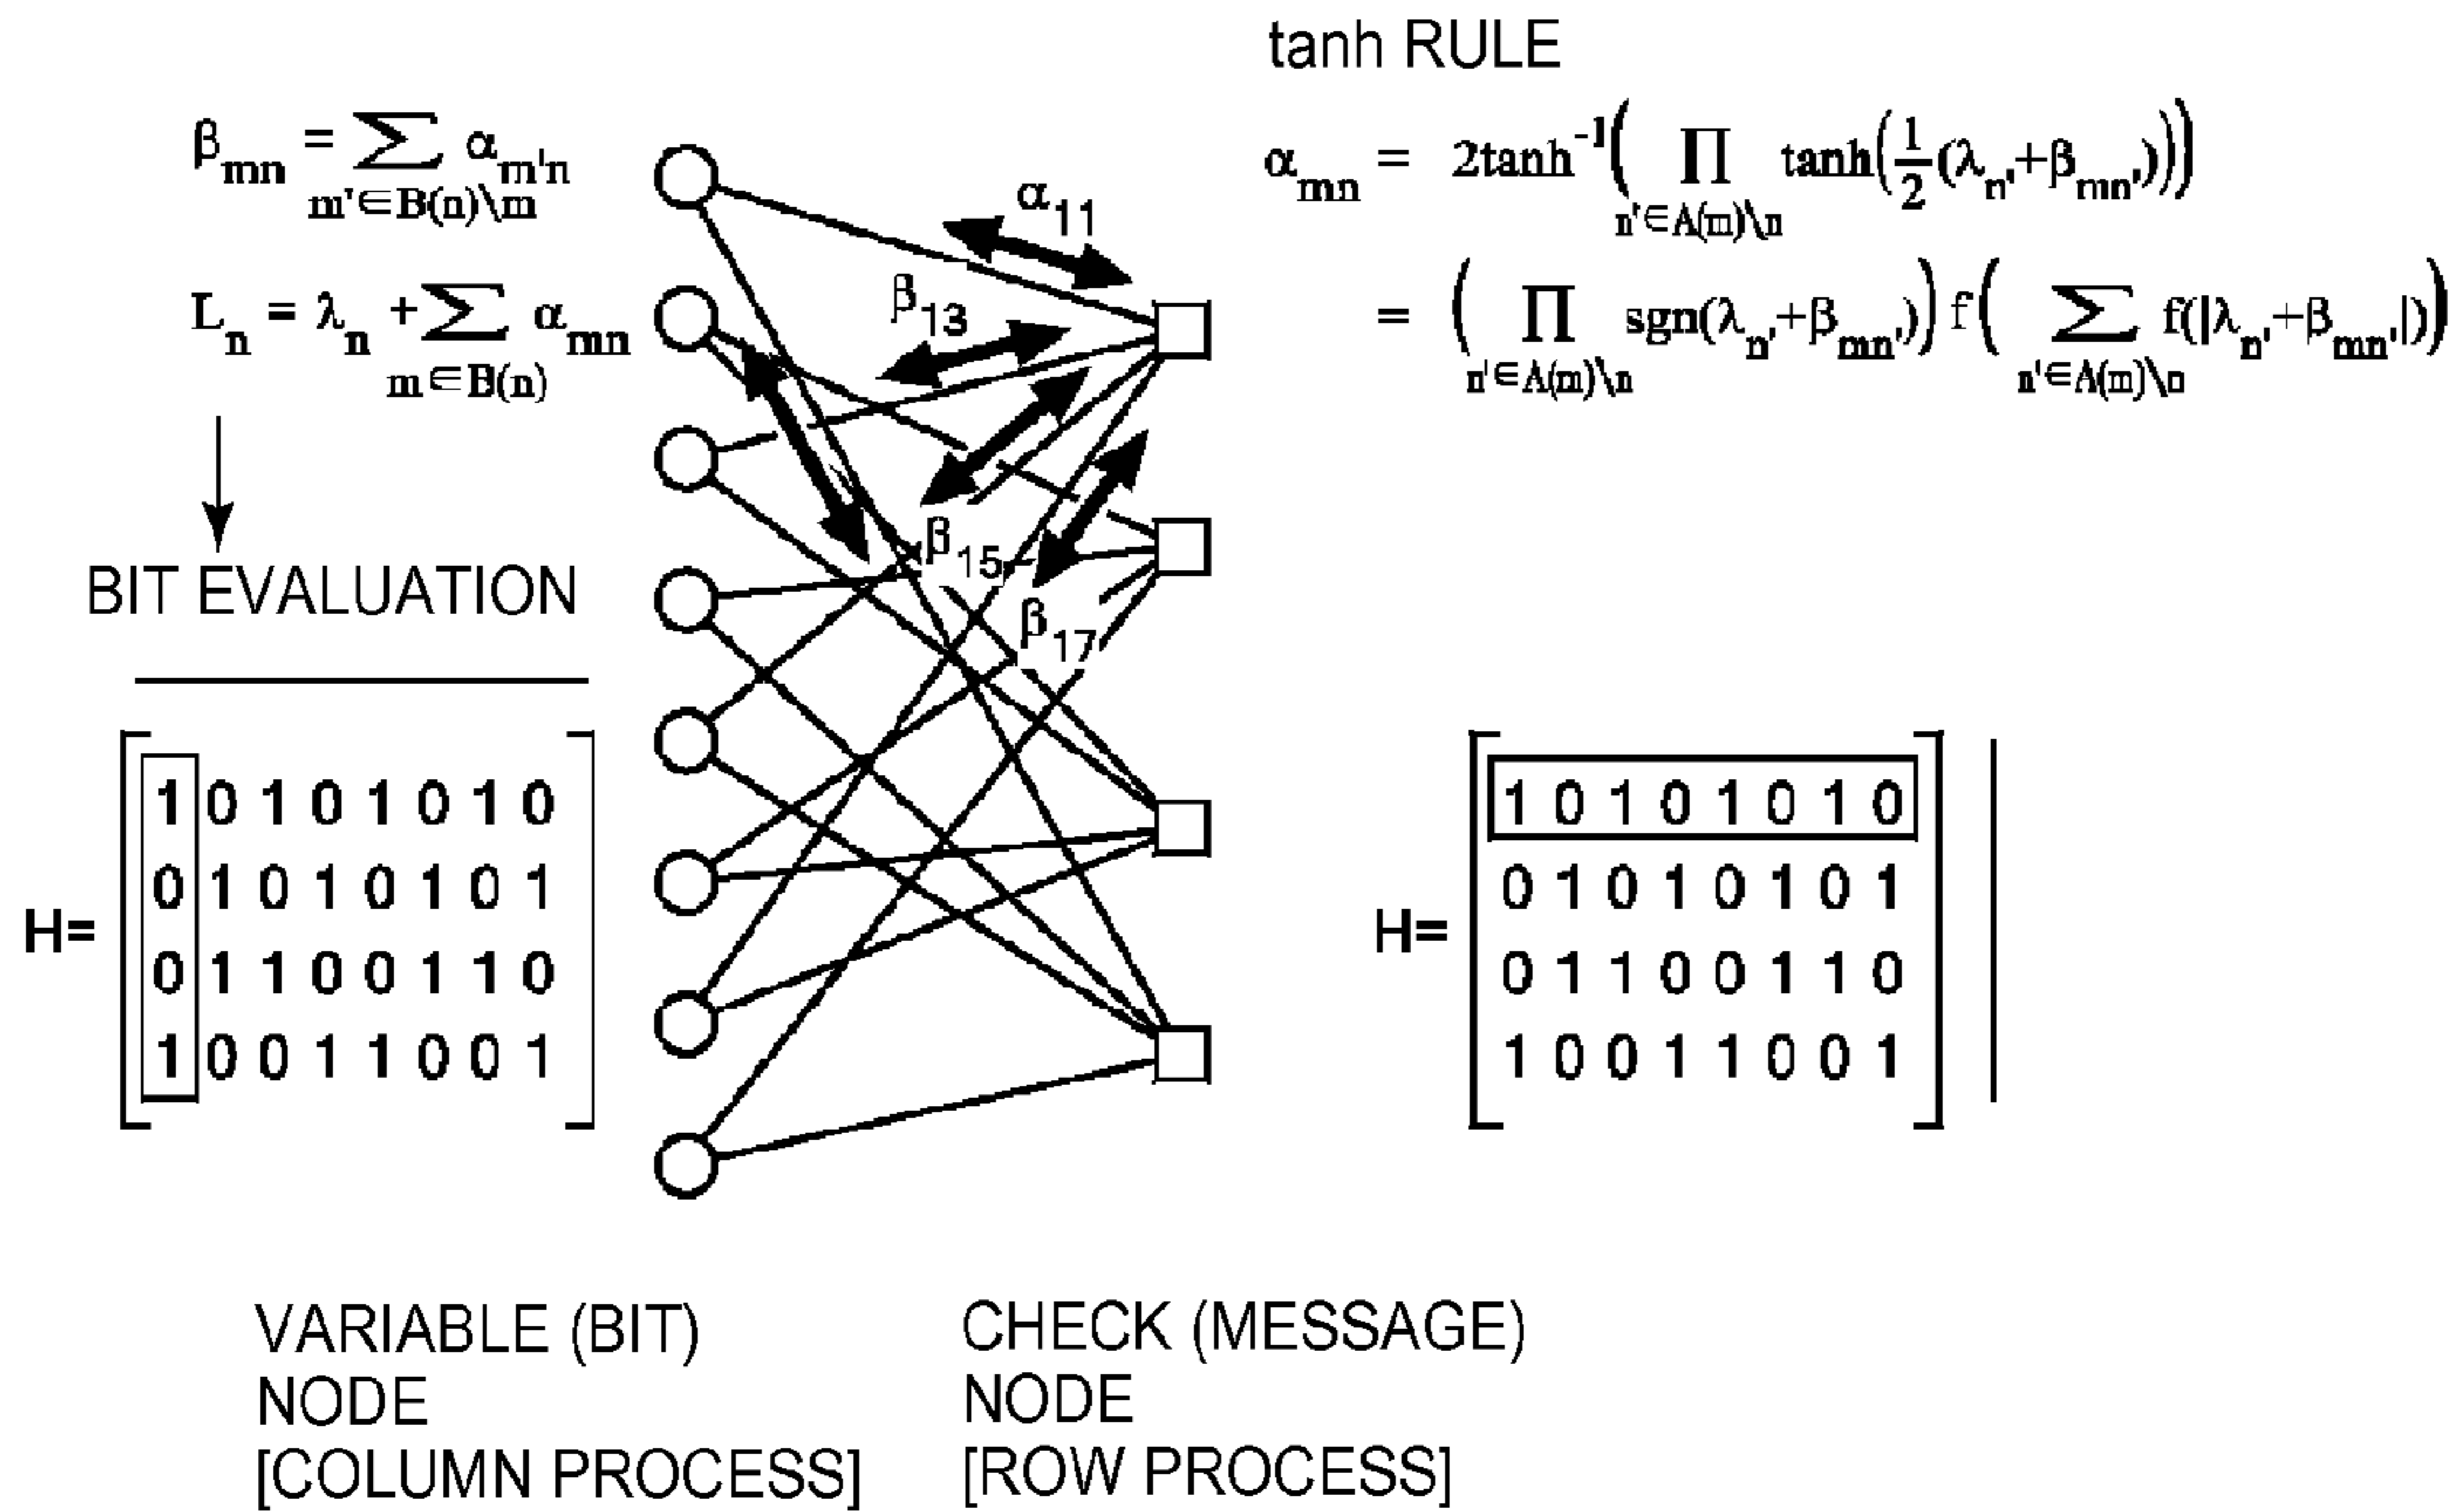 tanh RULE
β_mn = ∑_{m'∈B(n)\m} α_m'n
α_mn = 2tanh^-1(∏_{n'∈A(m)\n} tanh(1/2(λ_n'+β_mn')))
= (∏_{n'∈A(m)\n} sgn(λ_n'+β_mn')) f(∑_{n'∈A(m)\n} f(|λ_n'+β_mn'|))
L_n = λ_n + ∑_{m∈B(n)} α_mn
BIT EVALUATION
α_11
β_13
β_15
β_17
H=
1 0 1 0 1 0 1 0
0 1 0 1 0 1 0 1
0 1 1 0 0 1 1 0
1 0 0 1 1 0 0 1
H=
1 0 1 0 1 0 1 0
0 1 0 1 0 1 0 1
0 1 1 0 0 1 1 0
1 0 0 1 1 0 0 1
VARIABLE (BIT)
NODE
[COLUMN PROCESS]
CHECK (MESSAGE)
NODE
[ROW PROCESS]